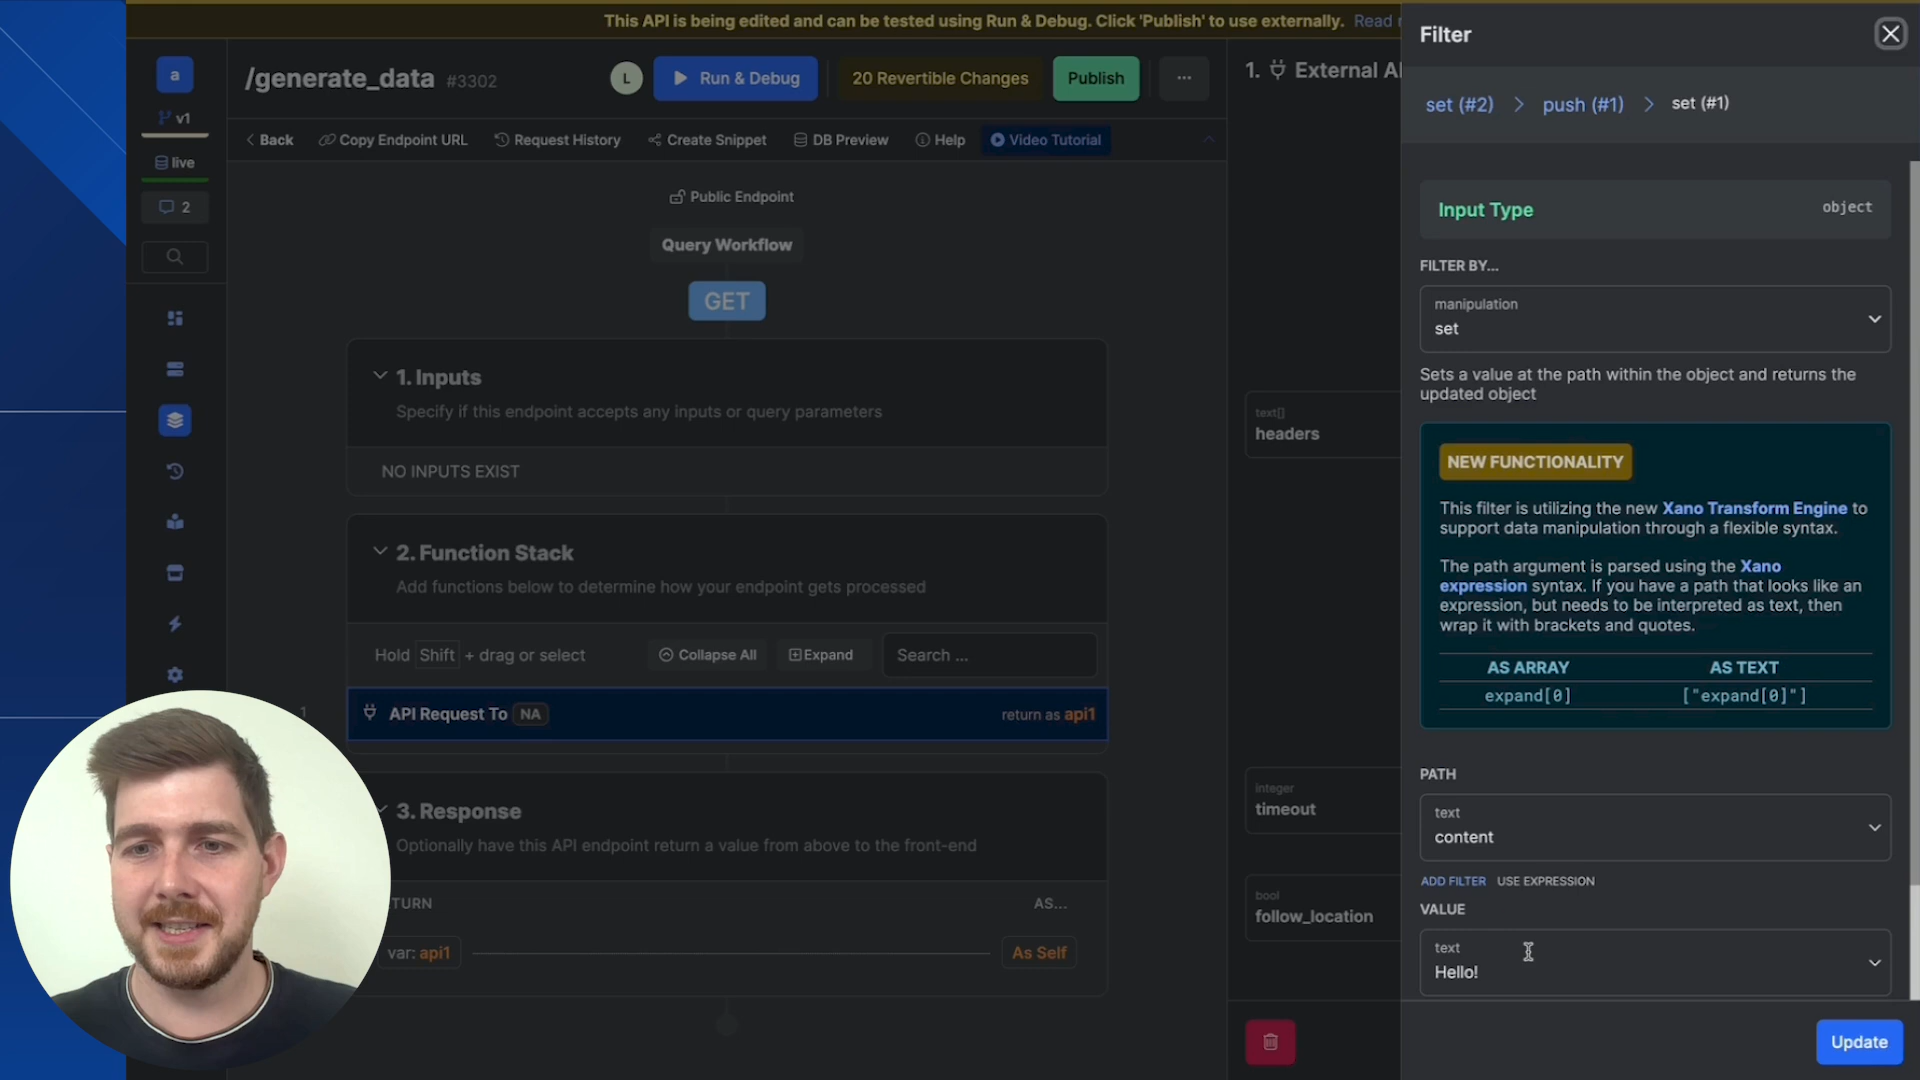 This API is being edited and can be tested using Run & Debug. Click 'Publish' to use externally. Read
a
v1
live
2
/generate_data #3302
L
Run & Debug
20 Revertible Changes
Publish
...
Back
Copy Endpoint URL
Request History
Create Snippet
DB Preview
Help
Video Tutorial
Public Endpoint
Query Workflow
GET
1. Inputs
Specify if this endpoint accepts any inputs or query parameters
NO INPUTS EXIST
2. Function Stack
Add functions below to determine how your endpoint gets processed
Hold Shift + drag or select
Collapse All
Expand
Search ...
1
API Request To NA
return as api1
3. Response
Optionally have this API endpoint return a value from above to the front-end
TURN
AS...
var: api1
As Self
1. External A
text[]
headers
integer
timeout
bool
follow_location
Filter
set (#2) > push (#1) > set (#1)
Input Type
object
FILTER BY...
manipulation
set
Sets a value at the path within the object and returns the
updated object
NEW FUNCTIONALITY
This filter is utilizing the new Xano Transform Engine to
support data manipulation through a flexible syntax.
The path argument is parsed using the Xano
expression syntax. If you have a path that looks like an
expression, but needs to be interpreted as text, then
wrap it with brackets and quotes.
AS ARRAY AS TEXT
expand[0] ["expand[0]"]
PATH
text
content
ADD FILTER USE EXPRESSION
VALUE
text
Hello!
Update